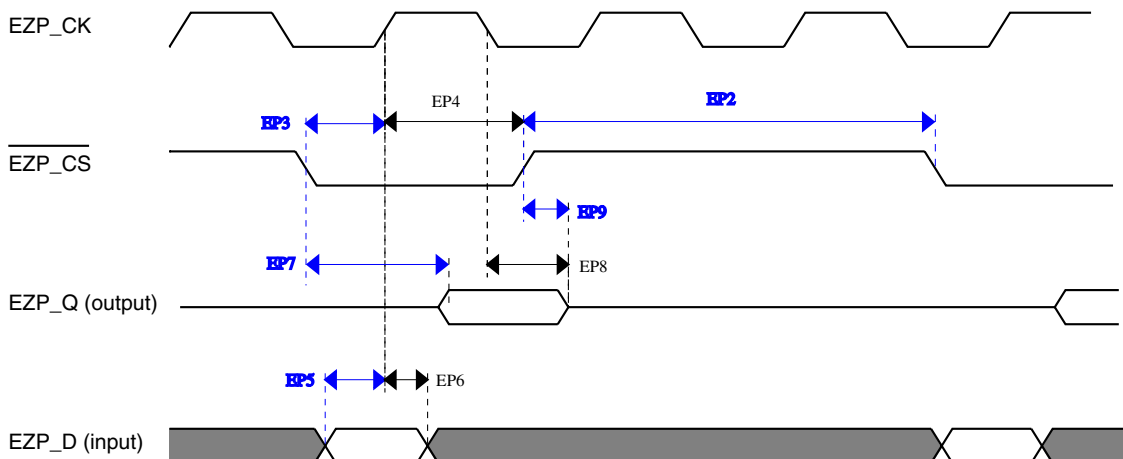 EZP_CK
EP4
EP2
EP3
EZP_CS
EP9
EP7
EP8
EZP_Q (output)
EP5
EP6
EZP_D (input)